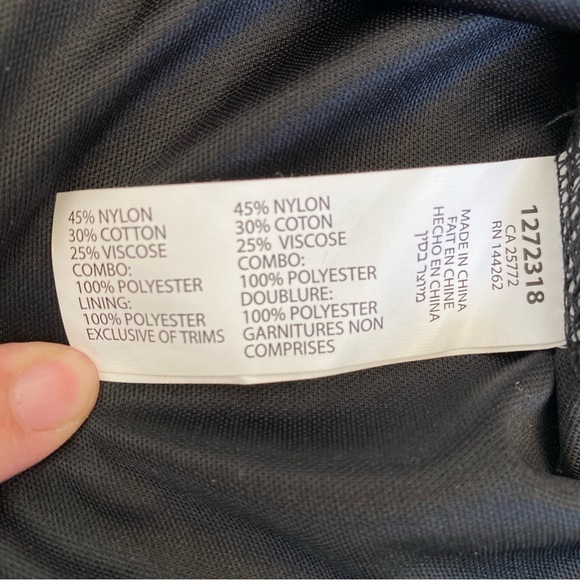 45% NYLON
30% COTTON
25% VISCOSE
COMBO:
100% POLYESTER
LINING:
100% POLYESTER
EXCLUSIVE OF TRIMS
45% NYLON
30% COTON
25% VISCOSE
COMBO:
100% POLYESTER
DOUBLURE:
100% POLYESTER
GARNITURES NON
COMPRISES
1272318
CA 25772
RN 144262
MADE IN CHINA
FAIT EN CHINE
HECHO EN CHINA
מיוצר בסין